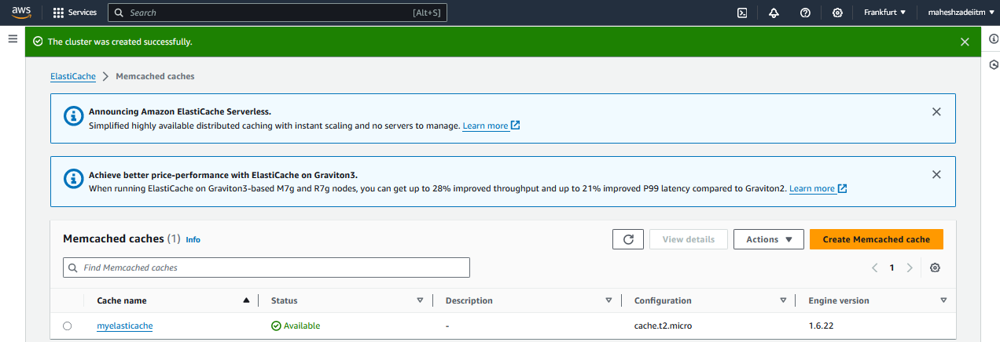 aws Services Search [Alt+S] Frankfurt maheshzadeiitm
The cluster was created successfully.
ElastiCache Memcached caches
Announcing Amazon ElastiCache Serverless.
Simplified highly available distributed caching with instant scaling and no servers to manage. Learn more
Achieve better price-performance with ElastiCache on Graviton3.
When running ElastiCache on Graviton3-based M7g and R7g nodes, you can get up to 28% improved throughput and up to 21% improved P99 latency compared to Graviton2. Learn more
Memcached caches (1) Info View details Actions Create Memcached cache
Find Memcached caches 1
Cache name Status Description Configuration Engine version
myelasticache Available - cache.t2.micro 1.6.22